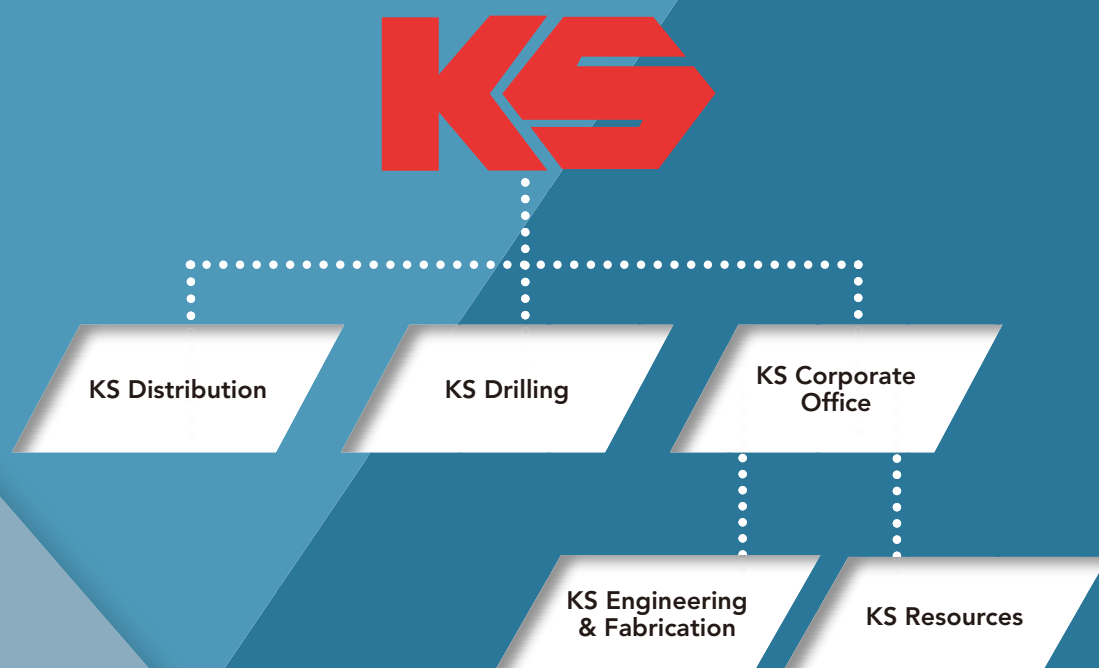 KS
KS Distribution
KS Drilling
KS Corporate
Office
KS Engineering
& Fabrication
KS Resources